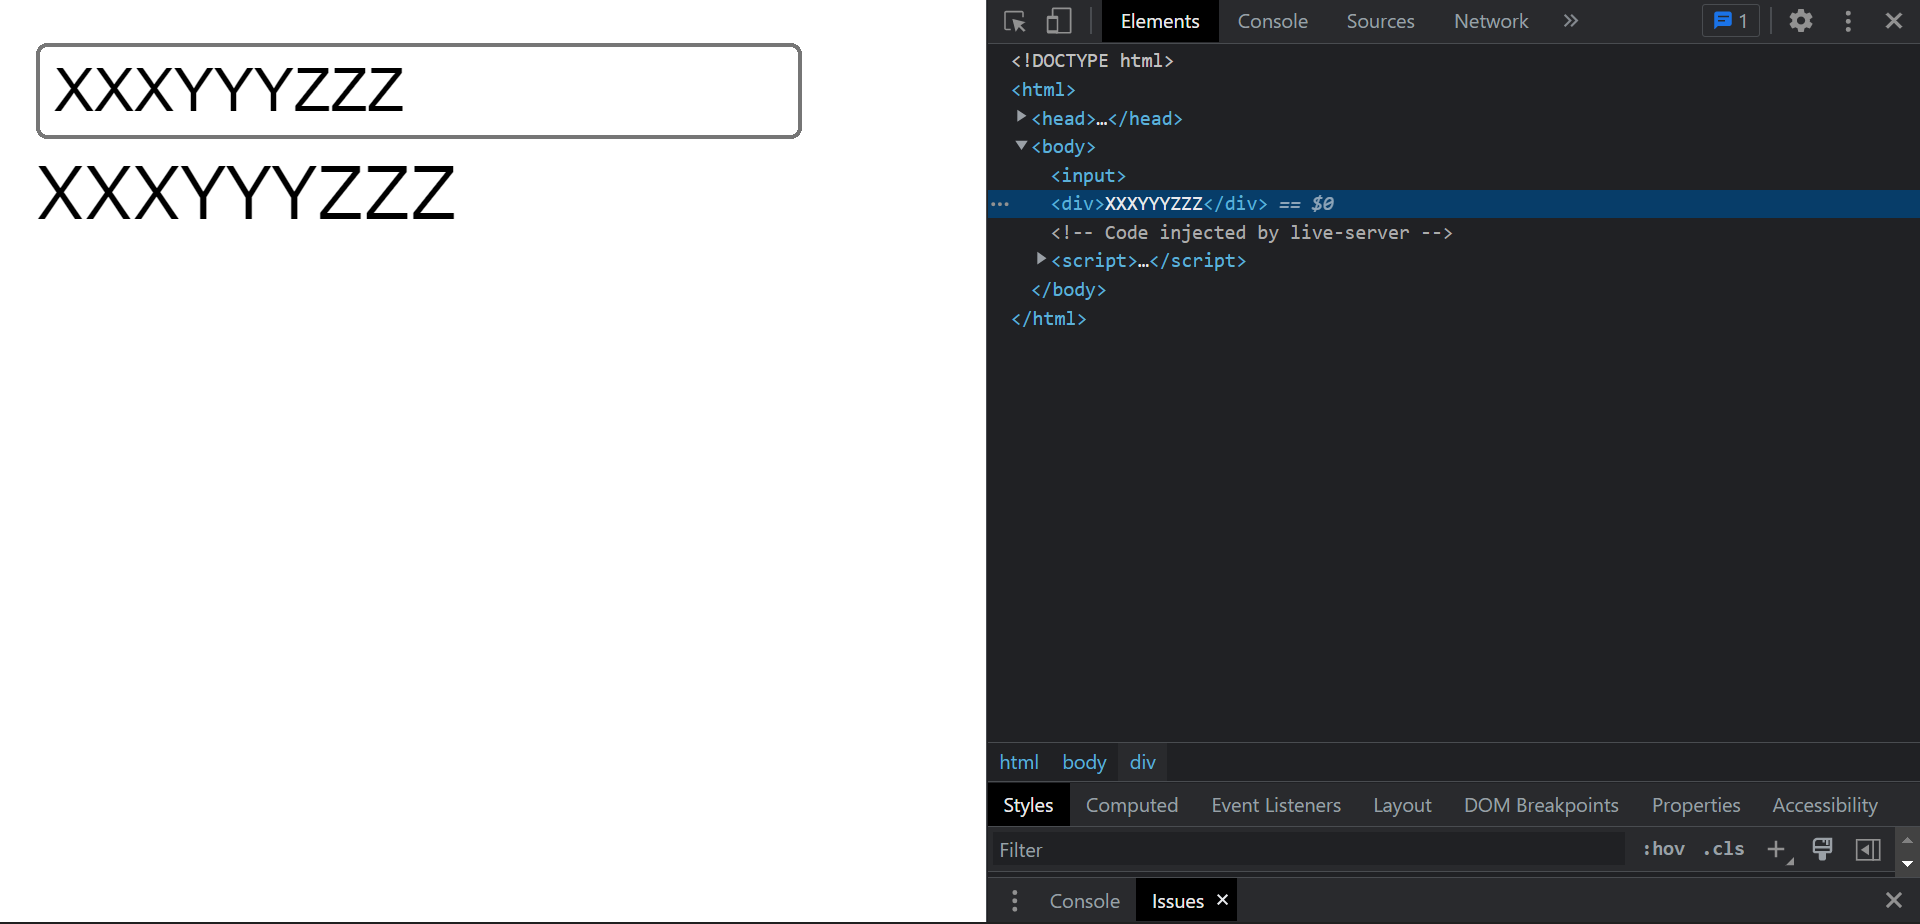 XXXYYYZZZ
XXXYYYZZZ
Elements Console Sources Network » 1
<!DOCTYPE html>
<html>
<head>…</head>
<body>
<input>
<div>XXXYYYZZZ</div> == $0
<!-- Code injected by live-server -->
<script>…</script>
</body>
</html>
html body div
Styles Computed Event Listeners Layout DOM Breakpoints Properties Accessibility
Filter :hov .cls +
Console Issues ×